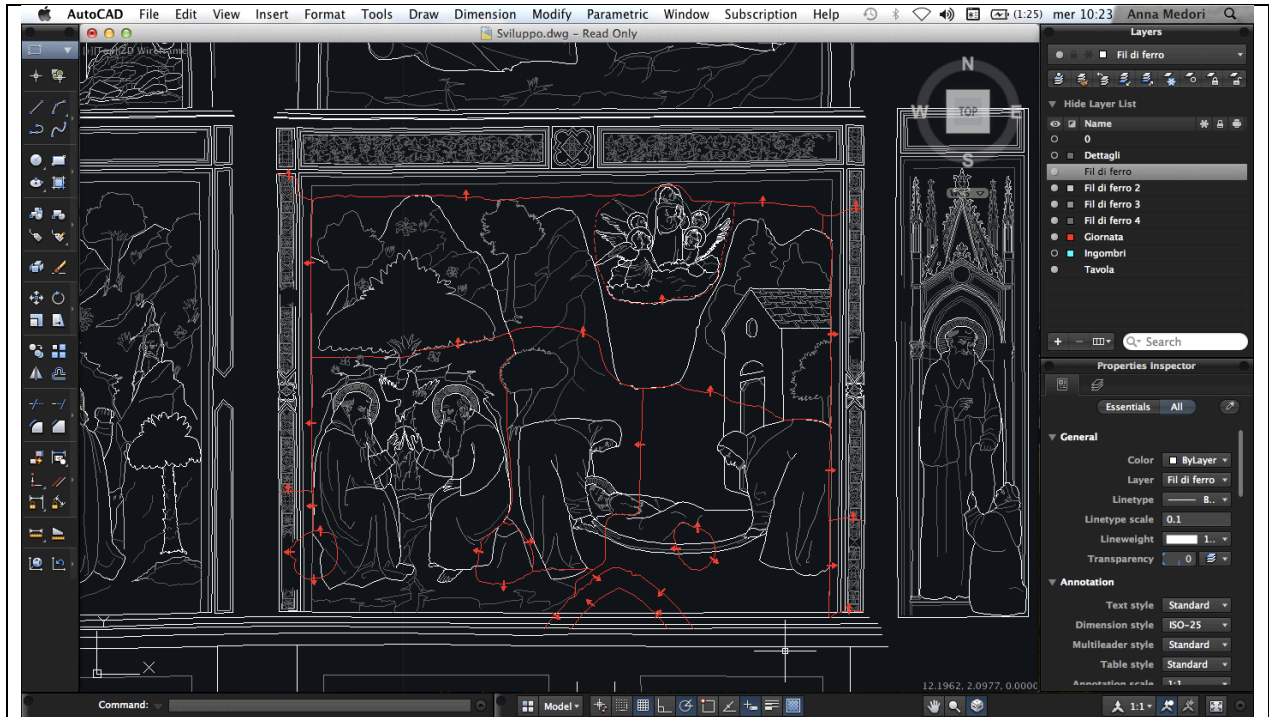 AutoCAD File Edit View Insert Format Tools Draw Dimension Modify Parametric Window Subscription Help (1:25) mer 10:23 Anna Medori
Sviluppo.dwg – Read Only
N
W TOP E
S
Layers
Fil di ferro
Hide Layer List
Name
0
Dettagli
Fil di ferro
Fil di ferro 2
Fil di ferro 3
Fil di ferro 4
Giornata
Ingombri
Tavola
Search
Properties Inspector
Essentials All
General
Color ByLayer
Layer Fil di ferro
Linetype B..
Linetype scale 0.1
Lineweight 1..
Transparency 0
Annotation
Text style Standard
Dimension style ISO-25
Multileader style Standard
Table style Standard
Annotation scale 1:1
Y
X
12.1962, 2.0977, 0.0000
Command:
Model
1:1